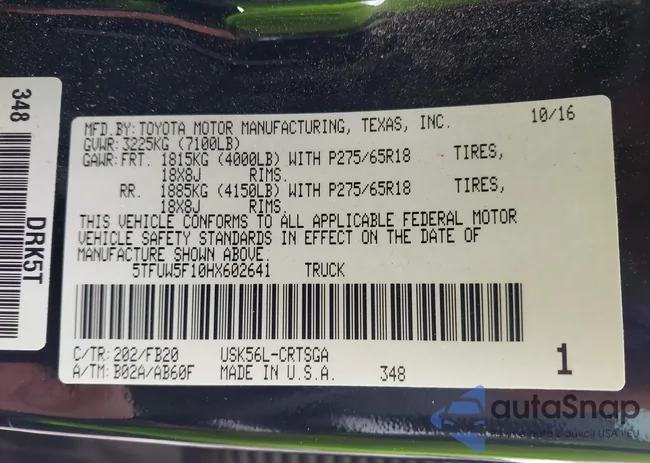 348
DRK5T
MFD.BY:TOYOTA MOTOR MANUFACTURING, TEXAS, INC. 10/16
GVWR:3225KG (7100LB)
GAWR:FRT. 1815KG (4000LB) WITH P275/65R18 TIRES,
18X8J RIMS.
RR. 1885KG (4150LB) WITH P275/65R18 TIRES,
18X8J RIMS.
THIS VEHICLE CONFORMS TO ALL APPLICABLE FEDERAL MOTOR
VEHICLE SAFETY STANDARDS IN EFFECT ON THE DATE OF
MANUFACTURE SHOWN ABOVE.
5TFUW5F10HX602641 TRUCK
C/TR:202/FB20 USK56L-CRTSGA
A/TM:B02A/AB60F MADE IN U.S.A. 348 1
autoSnap